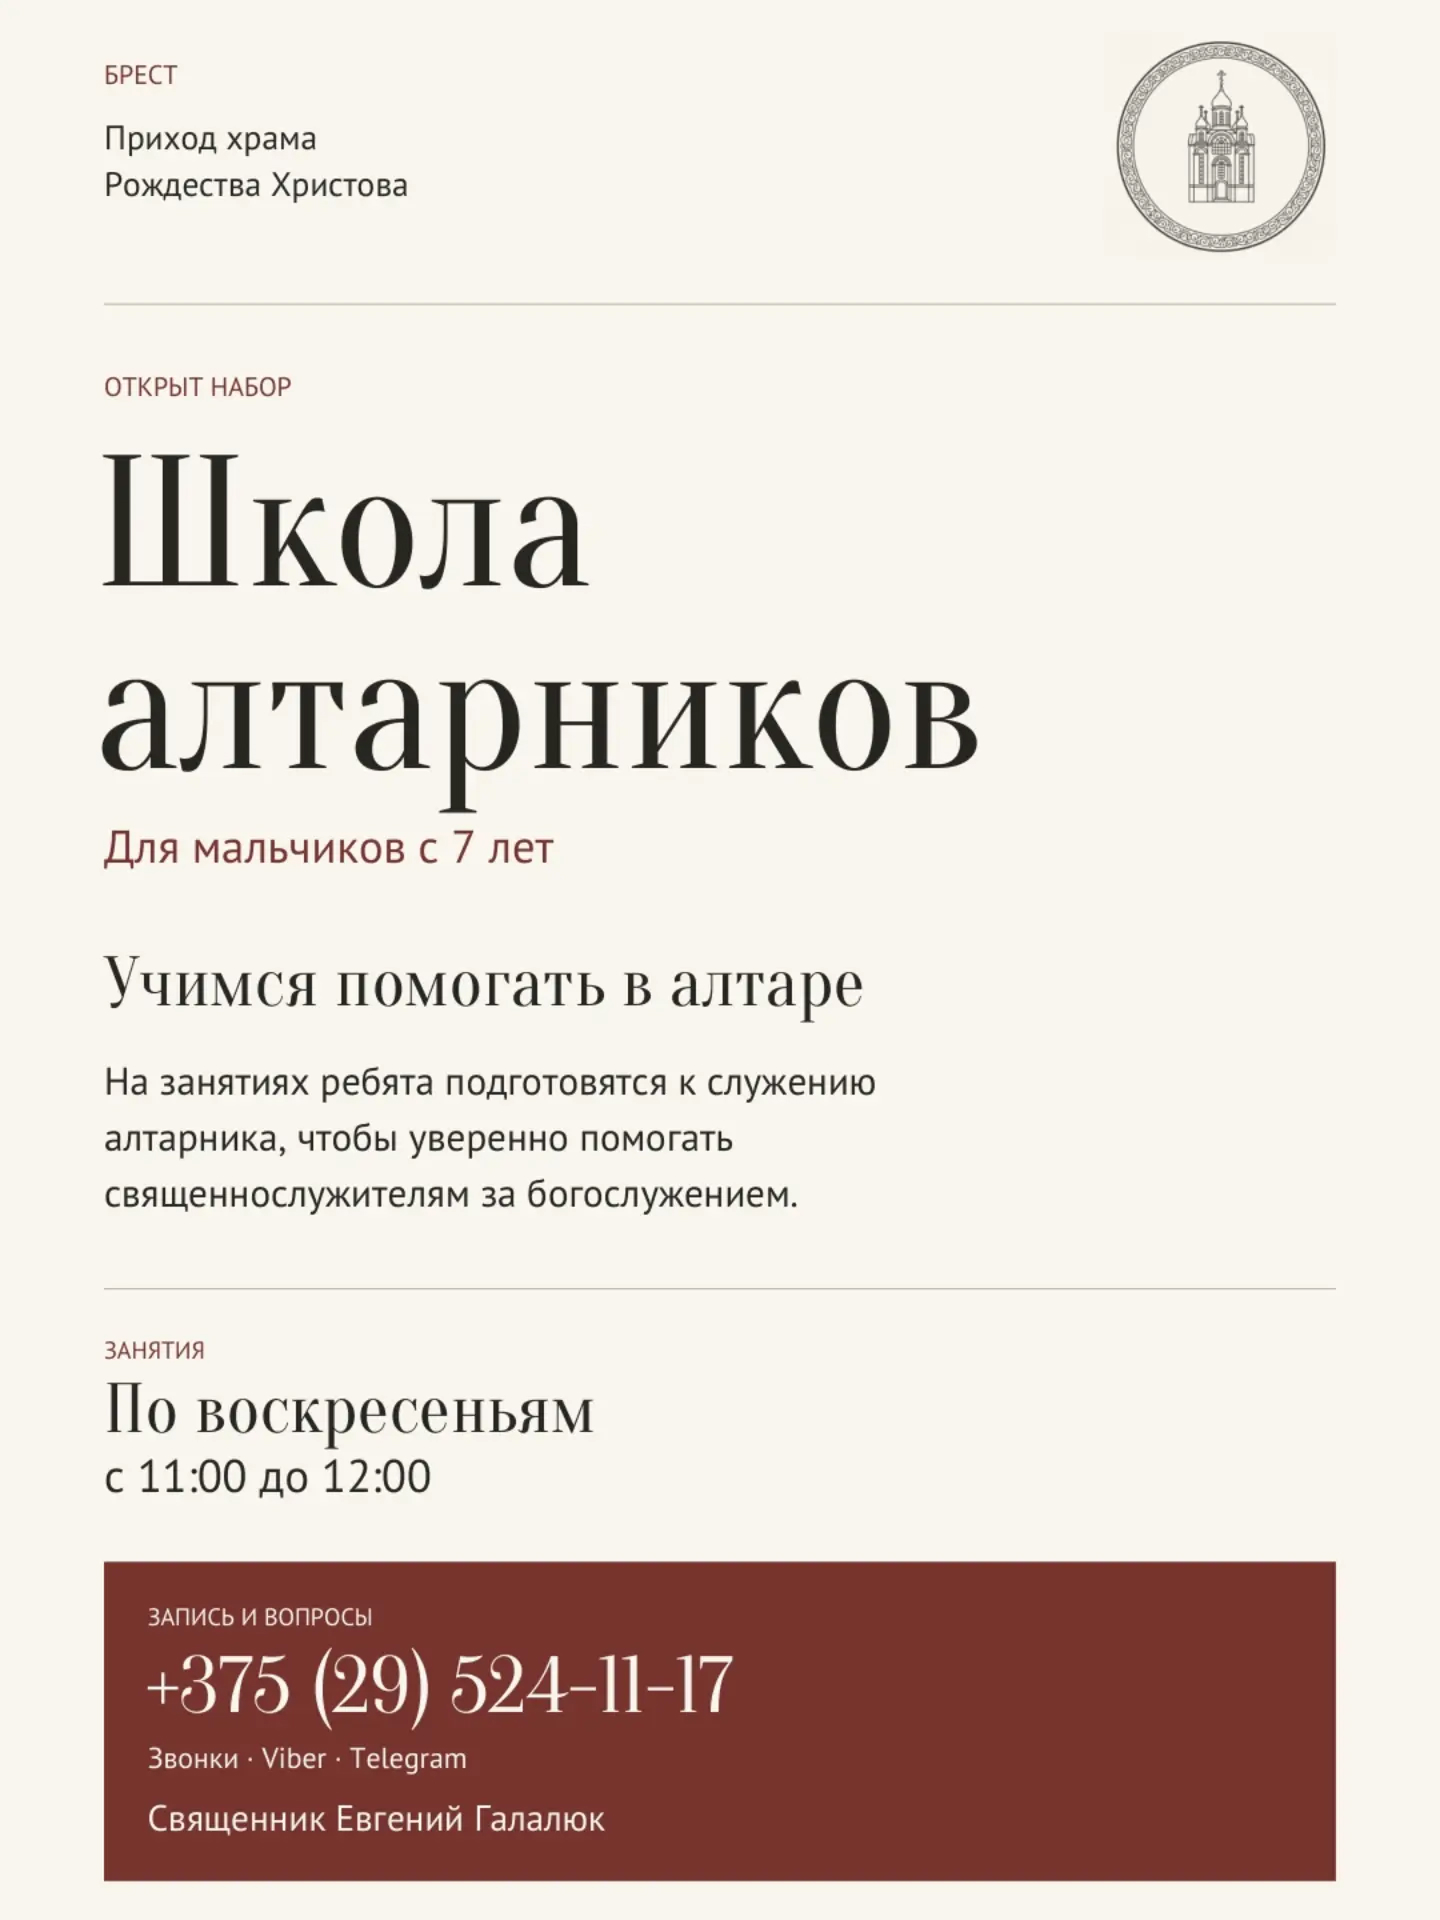 БРЕСТ
Приход храма
Рождества Христова
ОТКРЫТ НАБОР
Школа
алтарников
Для мальчиков с 7 лет
Учимся помогать в алтаре
На занятиях ребята подготовятся к служению
алтарника, чтобы уверенно помогать
священнослужителям за богослужением.
ЗАНЯТИЯ
По воскресеньям
с 11:00 до 12:00
ЗАПИСЬ И ВОПРОСЫ
+375 (29) 524-11-17
Звонки · Viber · Telegram
Священник Евгений Галалюк